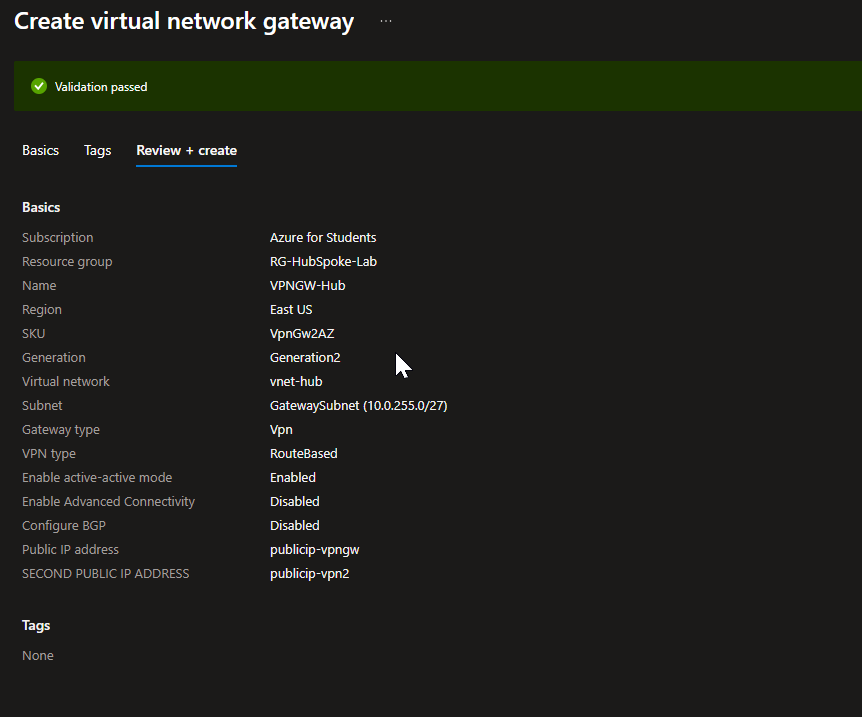 Create virtual network gateway ...
Validation passed
Basics Tags Review + create
Basics
Subscription Azure for Students
Resource group RG-HubSpoke-Lab
Name VPNGW-Hub
Region East US
SKU VpnGw2AZ
Generation Generation2
Virtual network vnet-hub
Subnet GatewaySubnet (10.0.255.0/27)
Gateway type Vpn
VPN type RouteBased
Enable active-active mode Enabled
Enable Advanced Connectivity Disabled
Configure BGP Disabled
Public IP address publicip-vpngw
SECOND PUBLIC IP ADDRESS publicip-vpn2
Tags
None